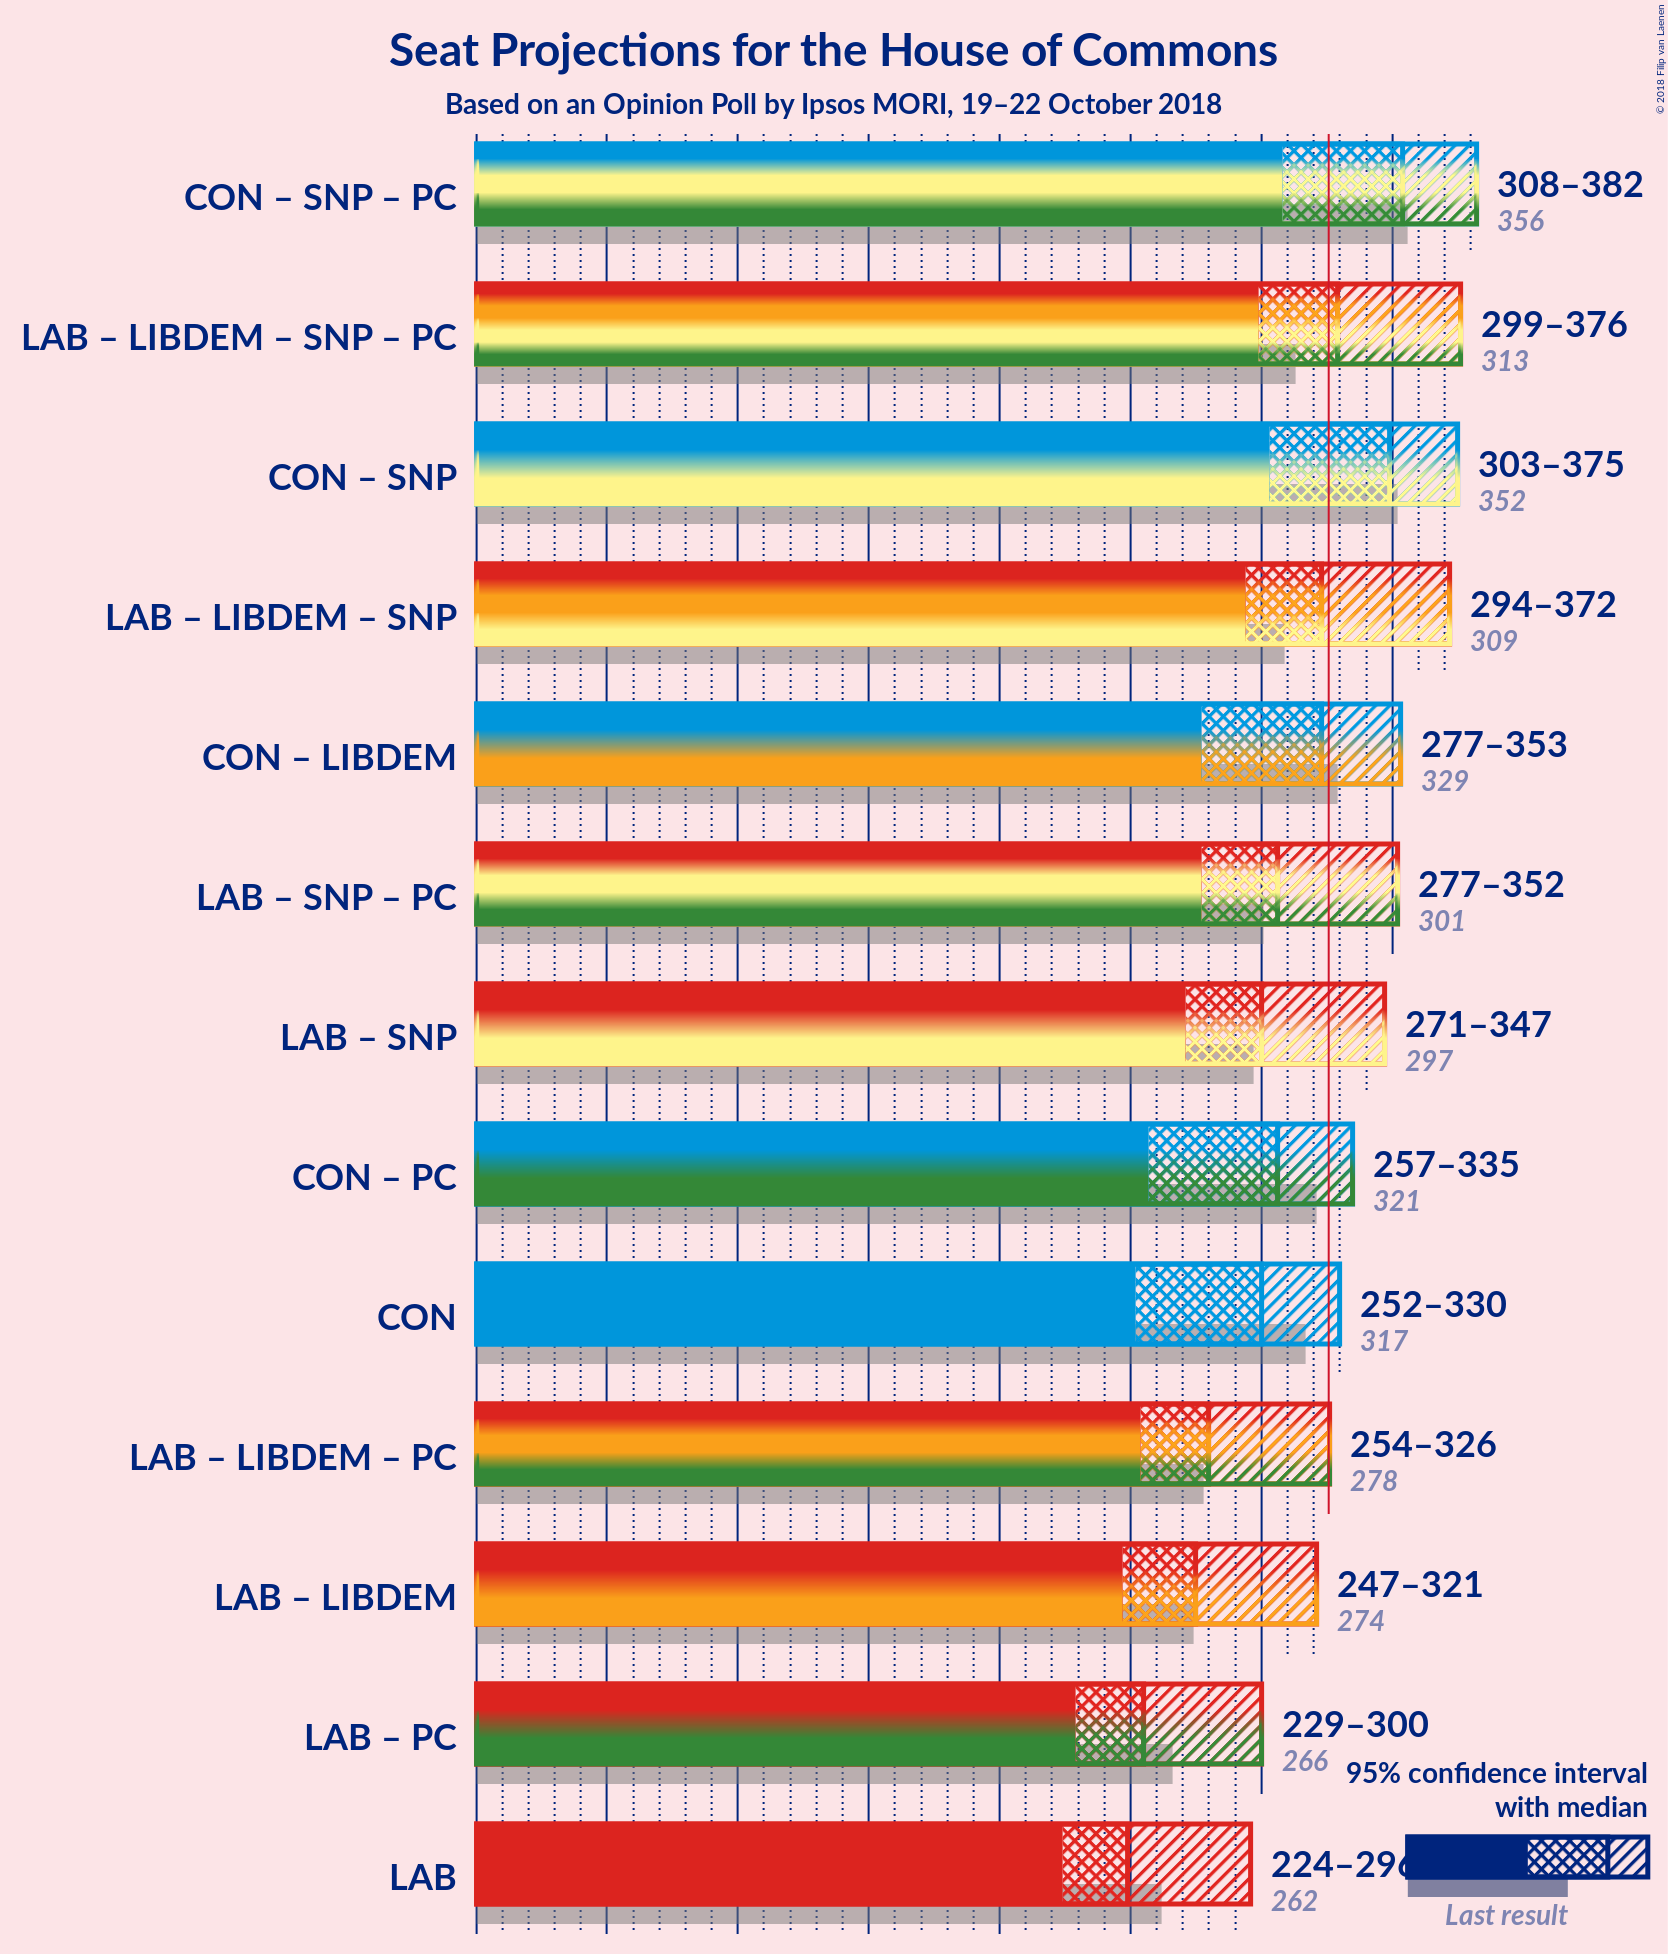 Seat Projections for the House of Commons
Based on an Opinion Poll by Ipsos MORI, 19–22 October 2018
© 2018 Filip van Laenen
CON – SNP – PC
308–382
356
LAB – LIBDEM – SNP – PC
299–376
313
CON – SNP
303–375
352
LAB – LIBDEM – SNP
294–372
309
CON – LIBDEM
277–353
329
LAB – SNP – PC
277–352
301
LAB – SNP
271–347
297
CON – PC
257–335
321
CON
252–330
317
LAB – LIBDEM – PC
254–326
278
LAB – LIBDEM
247–321
274
LAB – PC
229–300
266
LAB
224–296
262
95% confidence interval
with median
Last result